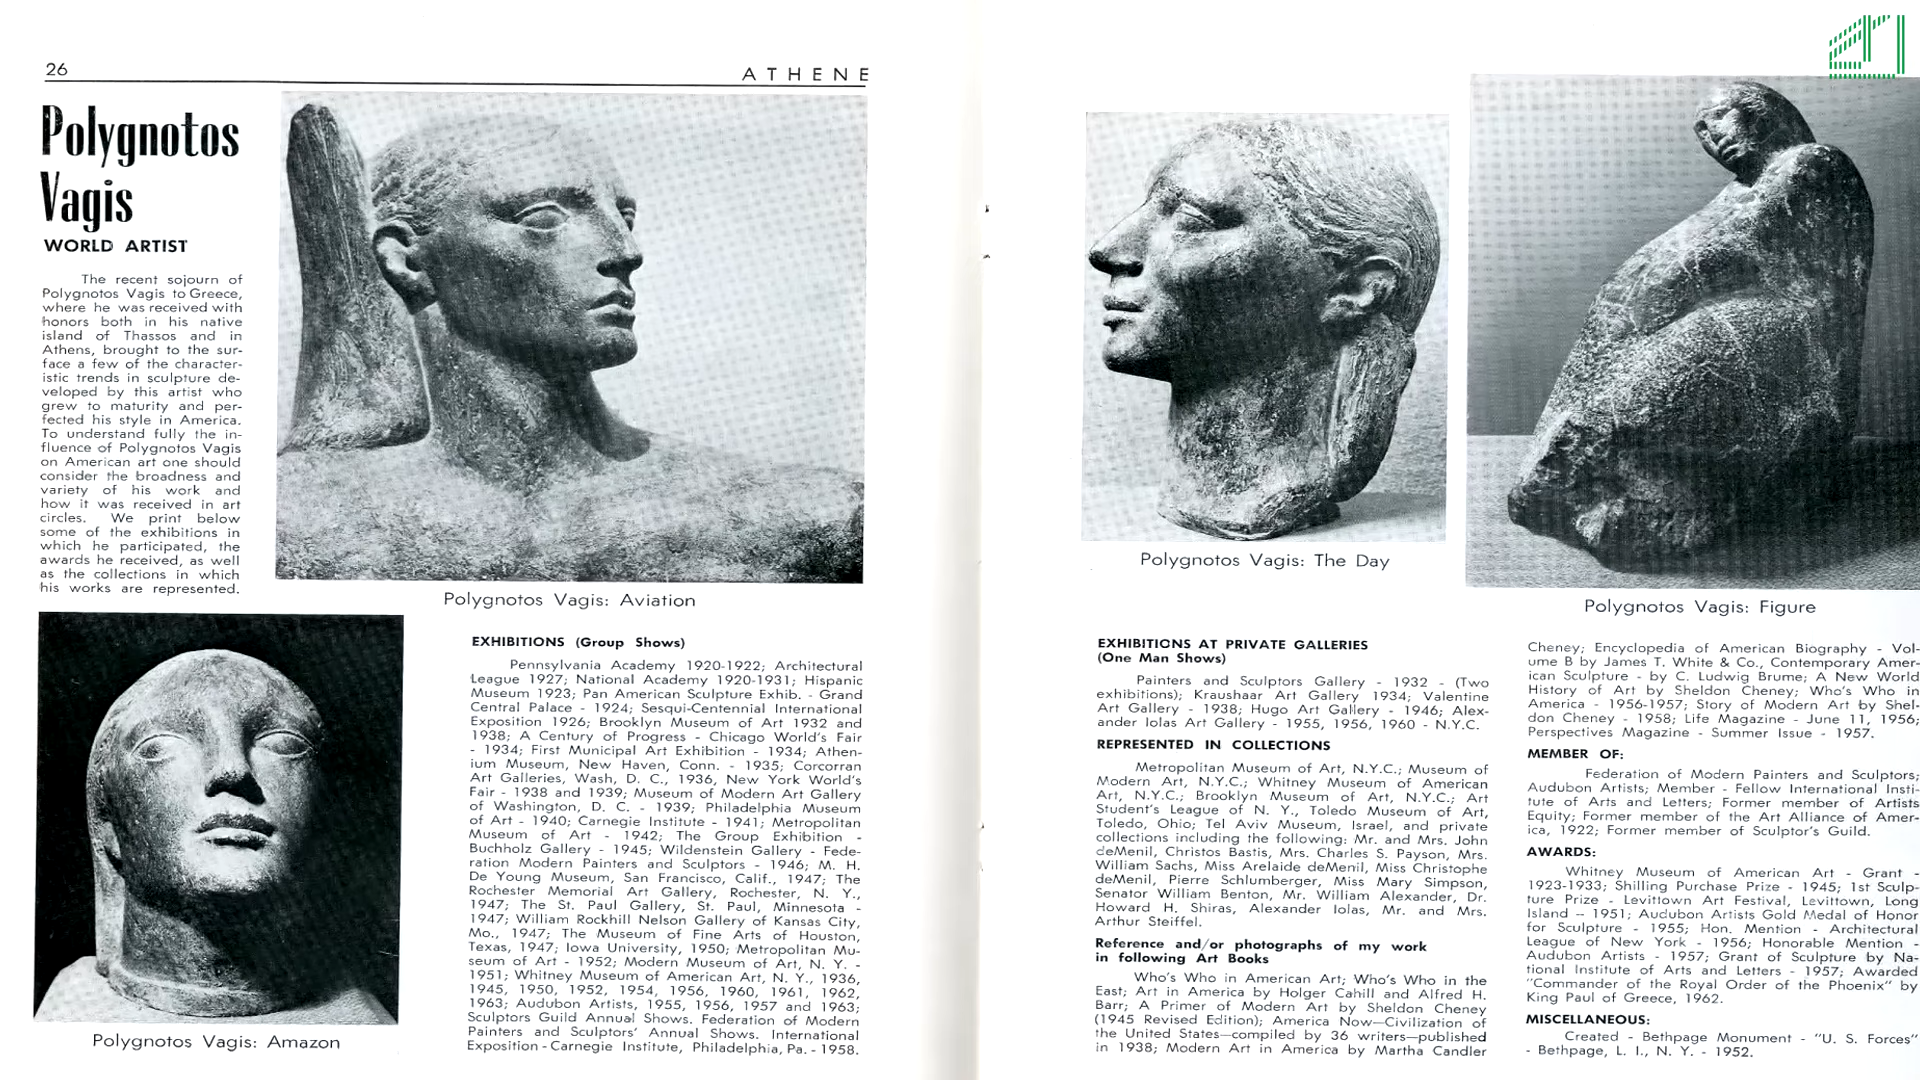 26
ATHENE
Polygnotos
Vagis
WORLD ARTIST
The recent sojourn of
Polygnotos Vagis to Greece,
where he was received with
honors both in his native
island of Thassos and in
Athens, brought to the sur-
face a few of the character-
istic trends in sculpture de-
veloped by this artist who
grew to maturity and per-
fected his style in America.
To understand fully the in-
fluence of Polygnotos Vagis
on American art one should
consider the broadness and
variety of his work and
how it was received in art
circles. We print below
some of the exhibitions in
which he participated, the
awards he received, as well
as the collections in which
his works are represented.
Polygnotos Vagis: Aviation
Polygnotos Vagis: Amazon
EXHIBITIONS (Group Shows)
Pennsylvania Academy 1920-1922; Architectural
League 1927; National Academy 1920-1931; Hispanic
Museum 1923; Pan American Sculpture Exhib. - Grand
Central Palace - 1924; Sesqui-Centennial International
Exposition 1926; Brooklyn Museum of Art 1932 and
1938; A Century of Progress - Chicago World's Fair
- 1934; First Municipal Art Exhibition - 1934; Athen-
ium Museum, New Haven, Conn. - 1935; Corcorran
Art Galleries, Wash, D. C., 1936, New York World's
Fair - 1938 and 1939; Museum of Modern Art Gallery
of Washington, D. C. - 1939; Philadelphia Museum
of Art - 1940; Carnegie Institute - 1941; Metropolitan
Museum of Art - 1942; The Group Exhibition -
Buchholz Gallery - 1945; Wildenstein Gallery - Fede-
ration Modern Painters and Sculptors - 1946; M. H.
De Young Museum, San Francisco, Calif., 1947; The
Rochester Memorial Art Gallery, Rochester, N. Y.,
1947; The St. Paul Gallery, St. Paul, Minnesota -
1947; William Rockhill Nelson Gallery of Kansas City,
Mo., 1947; The Museum of Fine Arts of Houston,
Texas, 1947; Iowa University, 1950; Metropolitan Mu-
seum of Art - 1952; Modern Museum of Art, N. Y. -
1951; Whitney Museum of American Art, N. Y., 1936,
1945, 1950, 1952, 1954, 1956, 1960, 1961, 1962,
1963; Audubon Artists, 1955, 1956, 1957 and 1963;
Sculptors Guild Annual Shows. Federation of Modern
Painters and Sculptors' Annual Shows. International
Exposition - Carnegie Institute, Philadelphia, Pa. - 1958.
Polygnotos Vagis: The Day
Polygnotos Vagis: Figure
EXHIBITIONS AT PRIVATE GALLERIES
(One Man Shows)
Painters and Sculptors Gallery - 1932 - (Two
exhibitions); Kraushaar Art Gallery 1934; Valentine
Art Gallery - 1938; Hugo Art Gallery - 1946; Alex-
ander Iolas Art Gallery - 1955, 1956, 1960 - N.Y.C.
REPRESENTED IN COLLECTIONS
Metropolitan Museum of Art, N.Y.C.; Museum of
Modern Art, N.Y.C.; Whitney Museum of American
Art, N.Y.C.; Brooklyn Museum of Art, N.Y.C.; Art
Student's League of N. Y., Toledo Museum of Art,
Toledo, Ohio; Tel Aviv Museum, Israel, and private
collections including the following: Mr. and Mrs. John
deMenil, Christos Bastis, Mrs. Charles S. Payson, Mrs.
William Sachs, Miss Arelaide deMenil, Miss Christophe
deMenil, Pierre Schlumberger, Miss Mary Simpson,
Senator William Benton, Mr. William Alexander, Dr.
Howard H. Shiras, Alexander Iolas, Mr. and Mrs.
Arthur Steiffel.
Reference and/or photographs of my work
in following Art Books
Who's Who in American Art; Who's Who in the
East; Art in America by Holger Cahill and Alfred H.
Barr; A Primer of Modern Art by Sheldon Cheney
(1945 Revised Edition); America Now—Civilization of
the United States—compiled by 36 writers—published
in 1938; Modern Art in America by Martha Candler
Cheney; Encyclopedia of American Biography - Vol-
ume B by James T. White & Co., Contemporary Amer-
ican Sculpture - by C. Ludwig Brume; A New World
History of Art by Sheldon Cheney; Who's Who in
America - 1956-1957; Story of Modern Art by Shel-
don Cheney - 1958; Life Magazine - June 11, 1956;
Perspectives Magazine - Summer Issue - 1957.
MEMBER OF:
Federation of Modern Painters and Sculptors;
Audubon Artists; Member - Fellow International Insti-
tute of Arts and Letters; Former member of Artists
Equity; Former member of the Art Alliance of Amer-
ica, 1922; Former member of Sculptor's Guild.
AWARDS:
Whitney Museum of American Art - Grant -
1923-1933; Shilling Purchase Prize - 1945; 1st Sculp-
ture Prize - Levittown Art Festival, Levittown, Long
Island -- 1951; Audubon Artists Gold Medal of Honor
for Sculpture - 1955; Hon. Mention - Architectural
League of New York - 1956; Honorable Mention -
Audubon Artists - 1957; Grant of Sculpture by Na-
tional Institute of Arts and Letters - 1957; Awarded
"Commander of the Royal Order of the Phoenix" by
King Paul of Greece, 1962.
MISCELLANEOUS:
Created - Bethpage Monument - "U. S. Forces"
- Bethpage, L. I., N. Y. - 1952.